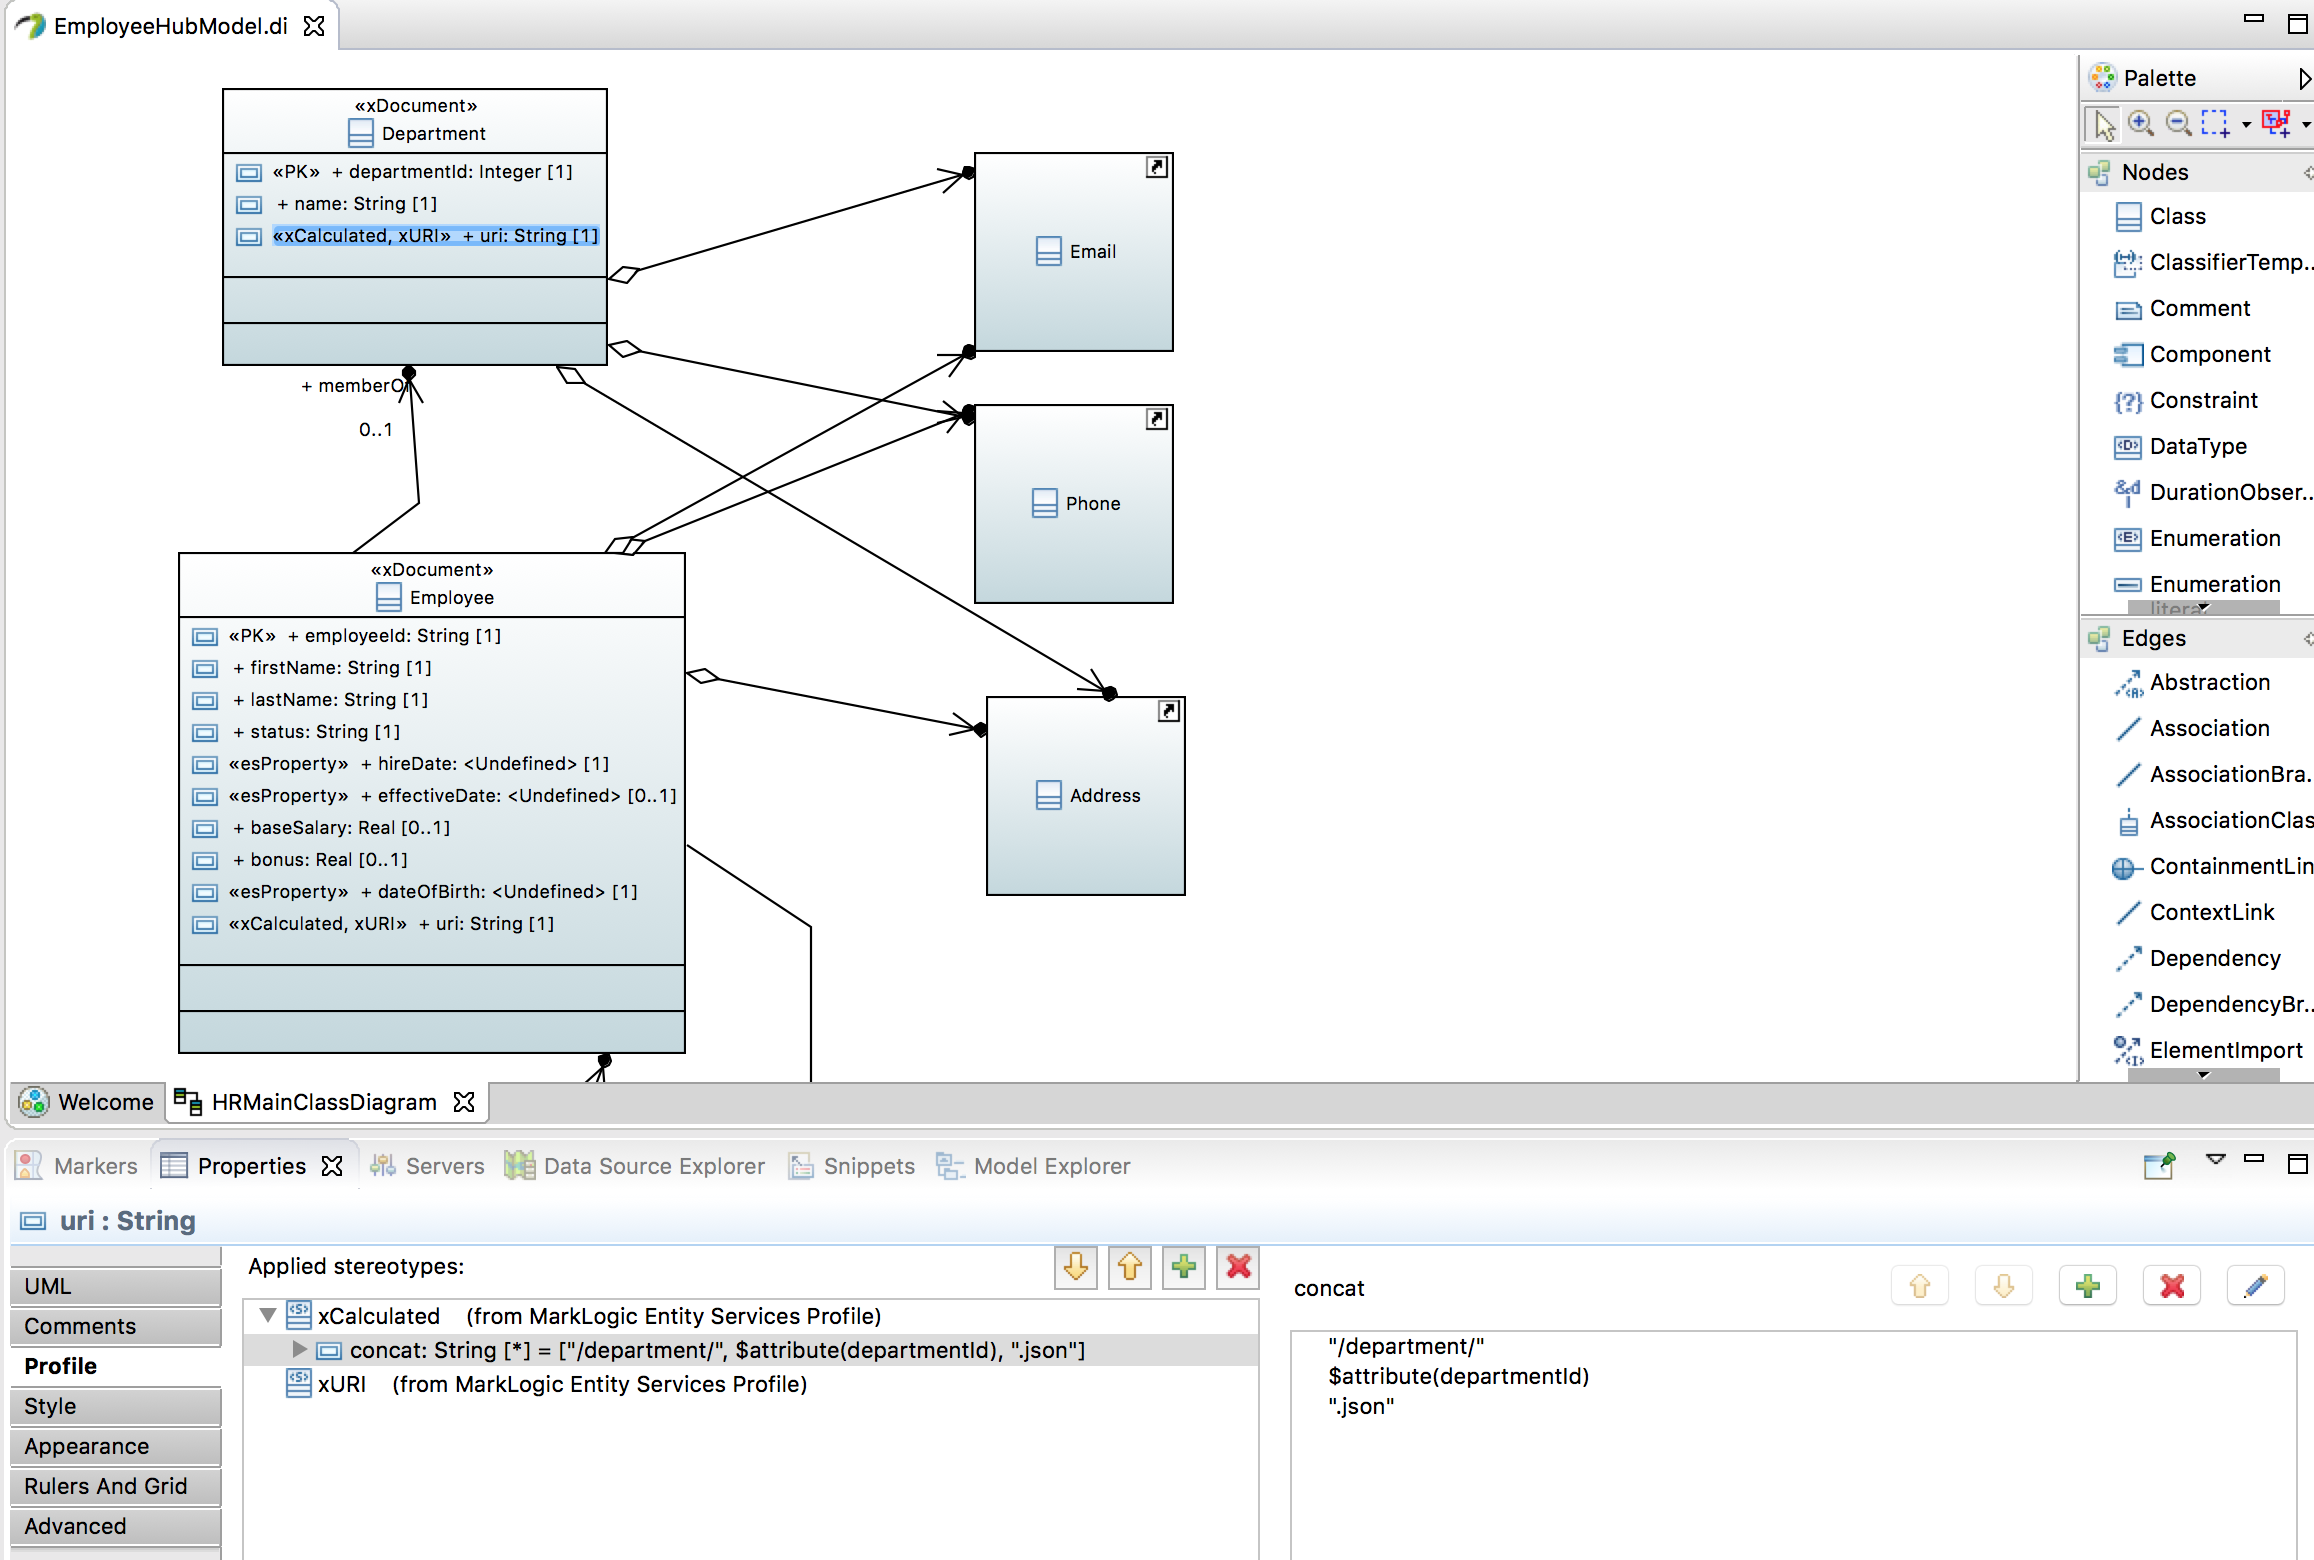 EmployeeHubModel.di
«xDocument»
Department
«PK» + departmentId: Integer [1]
+ name: String [1]
«xCalculated, xURI» + uri: String [1]
+ memberOf
0..1
Email
Phone
«xDocument»
Employee
«PK» + employeeId: String [1]
+ firstName: String [1]
+ lastName: String [1]
+ status: String [1]
«esProperty» + hireDate: <Undefined> [1]
«esProperty» + effectiveDate: <Undefined> [0..1]
+ baseSalary: Real [0..1]
+ bonus: Real [0..1]
«esProperty» + dateOfBirth: <Undefined> [1]
«xCalculated, xURI» + uri: String [1]
Address
Palette
Nodes
Class
ClassifierTemp..
Comment
Component
Constraint
DataType
DurationObser..
Enumeration
Enumeration
litera
Edges
Abstraction
Association
AssociationBra.
AssociationClas
ContainmentLin
ContextLink
Dependency
DependencyBr..
ElementImport
Welcome
HRMainClassDiagram
Markers
Properties
Servers
Data Source Explorer
Snippets
Model Explorer
uri : String
UML
Comments
Profile
Style
Appearance
Rulers And Grid
Advanced
Applied stereotypes:
xCalculated (from MarkLogic Entity Services Profile)
concat: String [*] = ["/department/", $attribute(departmentId), ".json"]
xURI (from MarkLogic Entity Services Profile)
concat
"/department/"
$attribute(departmentId)
".json"